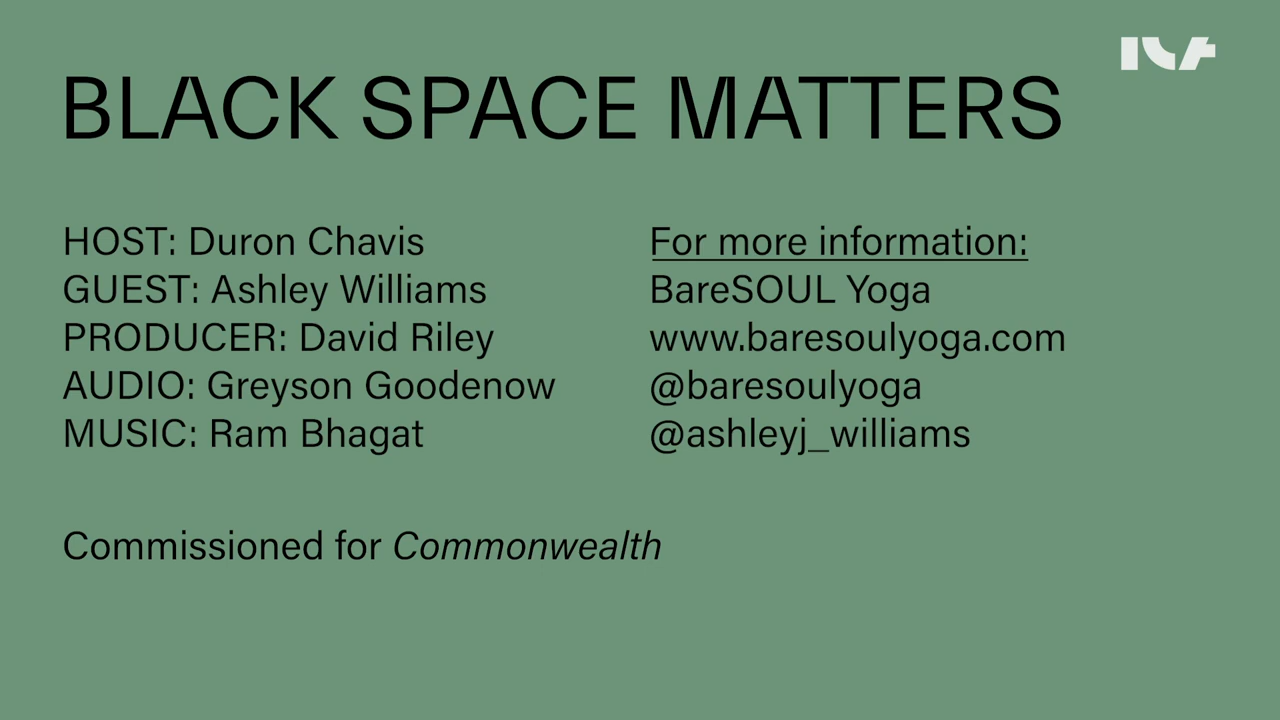 ICA
BLACK SPACE MATTERS
HOST: Duron Chavis
GUEST: Ashley Williams
PRODUCER: David Riley
AUDIO: Greyson Goodenow
MUSIC: Ram Bhagat
For more information:
BareSOUL Yoga
www.baresoulyoga.com
@baresoulyoga
@ashleyj_williams
Commissioned for Commonwealth